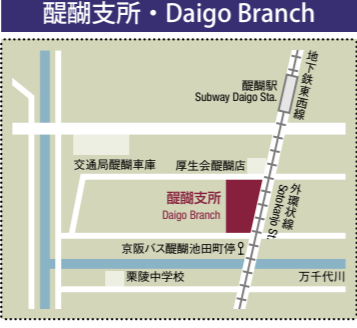 醍醐支所・Daigo Branch
地下鉄東西線
醍醐駅
Subway Daigo Sta.
交通局醍醐車庫
厚生会醍醐店
醍醐支所
Daigo Branch
外環状線
Sotokanjo St.
京阪バス醍醐池田町停
栗陵中学校
万千代川